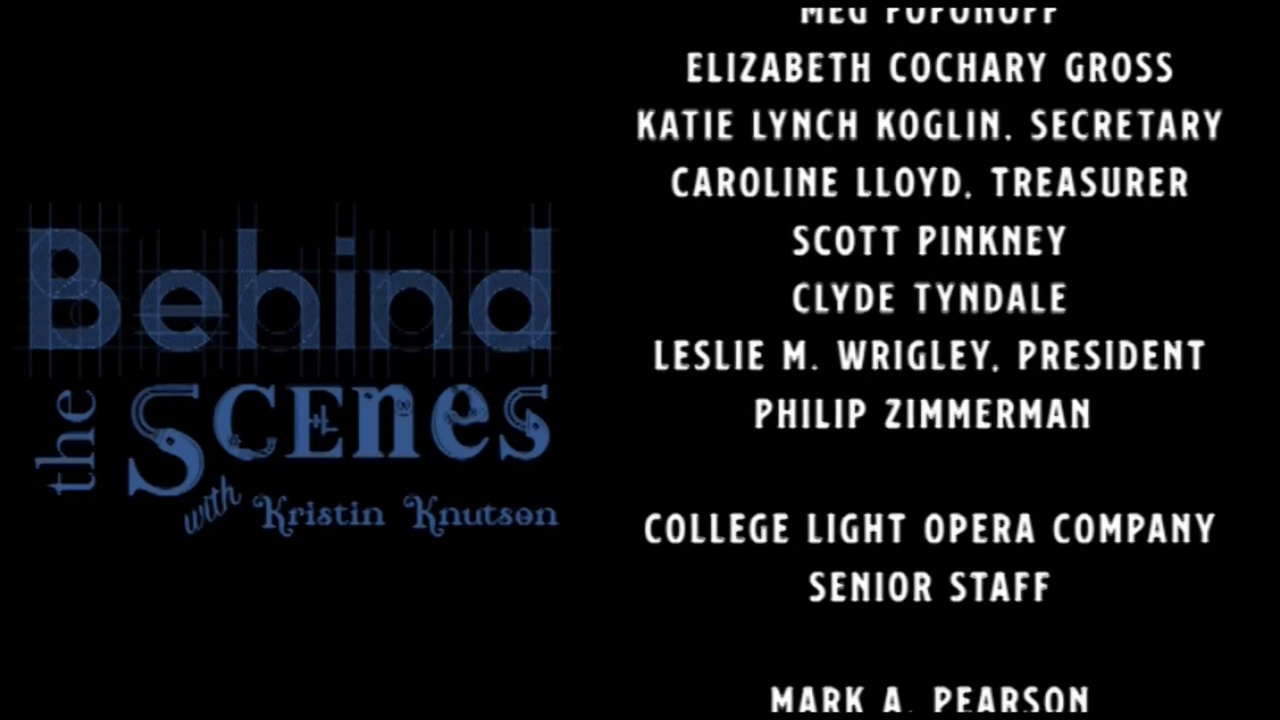 Behind
the
Scenes
with Kristin Knutson
MEG
ELIZABETH COCHARY GROSS
KATIE LYNCH KOGLIN, SECRETARY
CAROLINE LLOYD, TREASURER
SCOTT PINKNEY
CLYDE TYNDALE
LESLIE M. WRIGLEY, PRESIDENT
PHILIP ZIMMERMAN
COLLEGE LIGHT OPERA COMPANY
SENIOR STAFF
MARK A. PEARSON